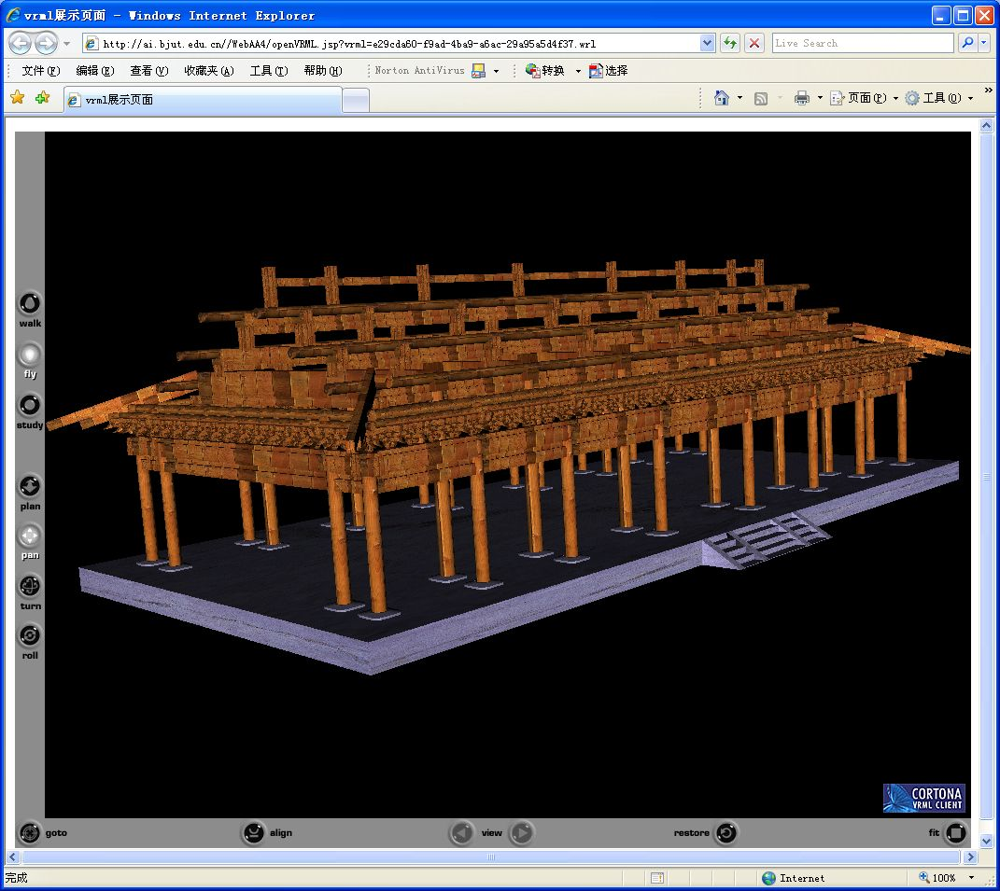 vrml展示页面 - Windows Internet Explorer
http://ai.bjut.edu.cn//WebAA4/openVRML.jsp?vrml=e29cda60-f9ad-4ba9-a6ac-29a95a5d4f37.wrl
Live Search
文件(F) 编辑(E) 查看(V) 收藏夹(A) 工具(T) 帮助(H) Norton AntiVirus 转换 选择
vrml展示页面 页面(P) 工具(O) »
walk
fly
study
plan
pan
turn
roll
CORTONA
VRML CLIENT
goto align view restore fit
完成 Internet 100%